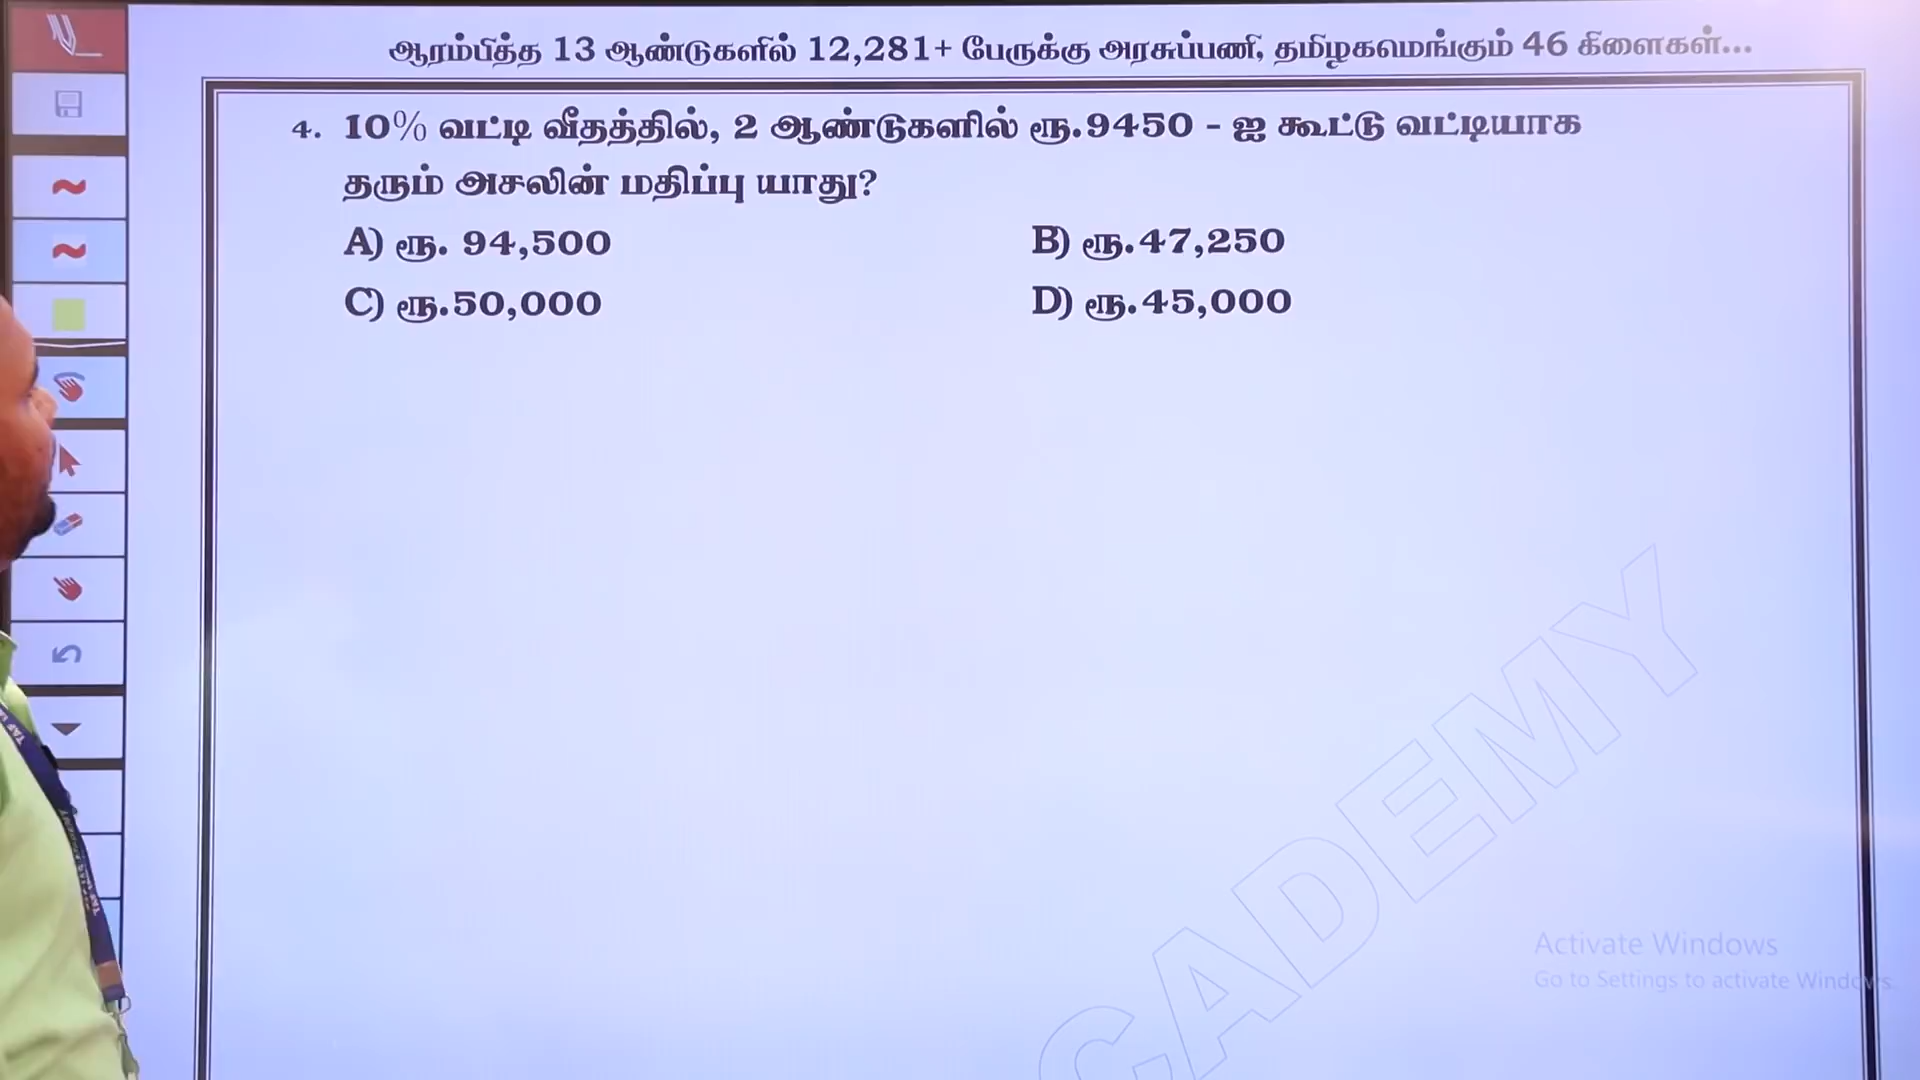 ஆரம்பித்த 13 ஆண்டுகளில் 12,281+ பேருக்கு அரசுப்பணி, தமிழகமெங்கும் 46 கிளைகள்...
4. 10% வட்டி வீதத்தில், 2 ஆண்டுகளில் ரூ.9450 - ஐ கூட்டு வட்டியாக
தரும் அசலின் மதிப்பு யாது?
A) ரூ. 94,500
B) ரூ.47,250
C) ரூ.50,000
D) ரூ.45,000
CADEMY
Activate Windows
Go to Settings to activate Windows.